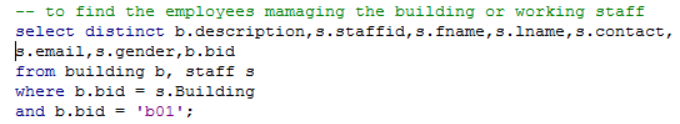 -- to find the employees mamaging the building or working staff
select distinct b.description,s.staffid,s.fname,s.lname,s.contact,
s.email,s.gender,b.bid
from building b, staff s
where b.bid = s.Building
and b.bid = 'b01';